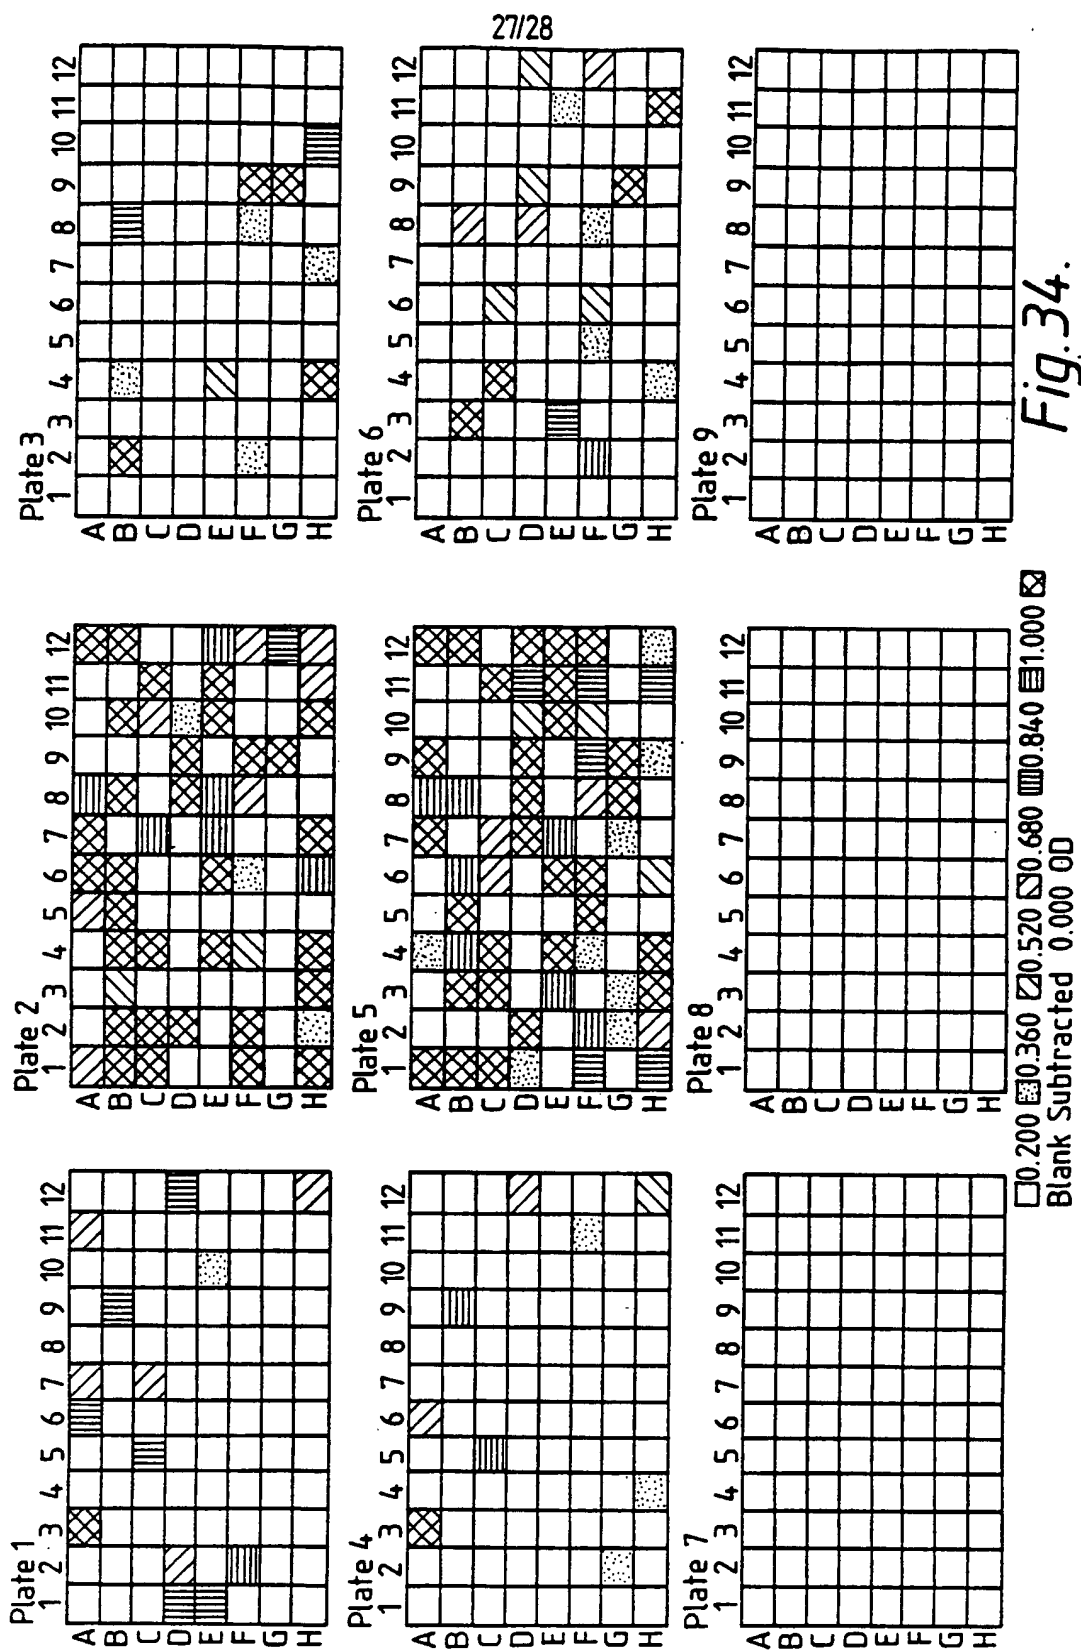 27/28
Plate 1
1 2 3 4 5 6 7 8 9 10 11 12
A
B
C
D
E
F
G
H
Plate 2
1 2 3 4 5 6 7 8 9 10 11 12
A
B
C
D
E
F
G
H
Plate 3
1 2 3 4 5 6 7 8 9 10 11 12
A
B
C
D
E
F
G
H
Plate 4
1 2 3 4 5 6 7 8 9 10 11 12
A
B
C
D
E
F
G
H
Plate 5
1 2 3 4 5 6 7 8 9 10 11 12
A
B
C
D
E
F
G
H
Plate 6
1 2 3 4 5 6 7 8 9 10 11 12
A
B
C
D
E
F
G
H
Plate 7
1 2 3 4 5 6 7 8 9 10 11 12
A
B
C
D
E
F
G
H
Plate 8
1 2 3 4 5 6 7 8 9 10 11 12
A
B
C
D
E
F
G
H
Plate 9
1 2 3 4 5 6 7 8 9 10 11 12
A
B
C
D
E
F
G
H
0.200 0.360 0.520 0.680 0.840 1.000
Blank Subtracted 0.000 OD
Fig.34.